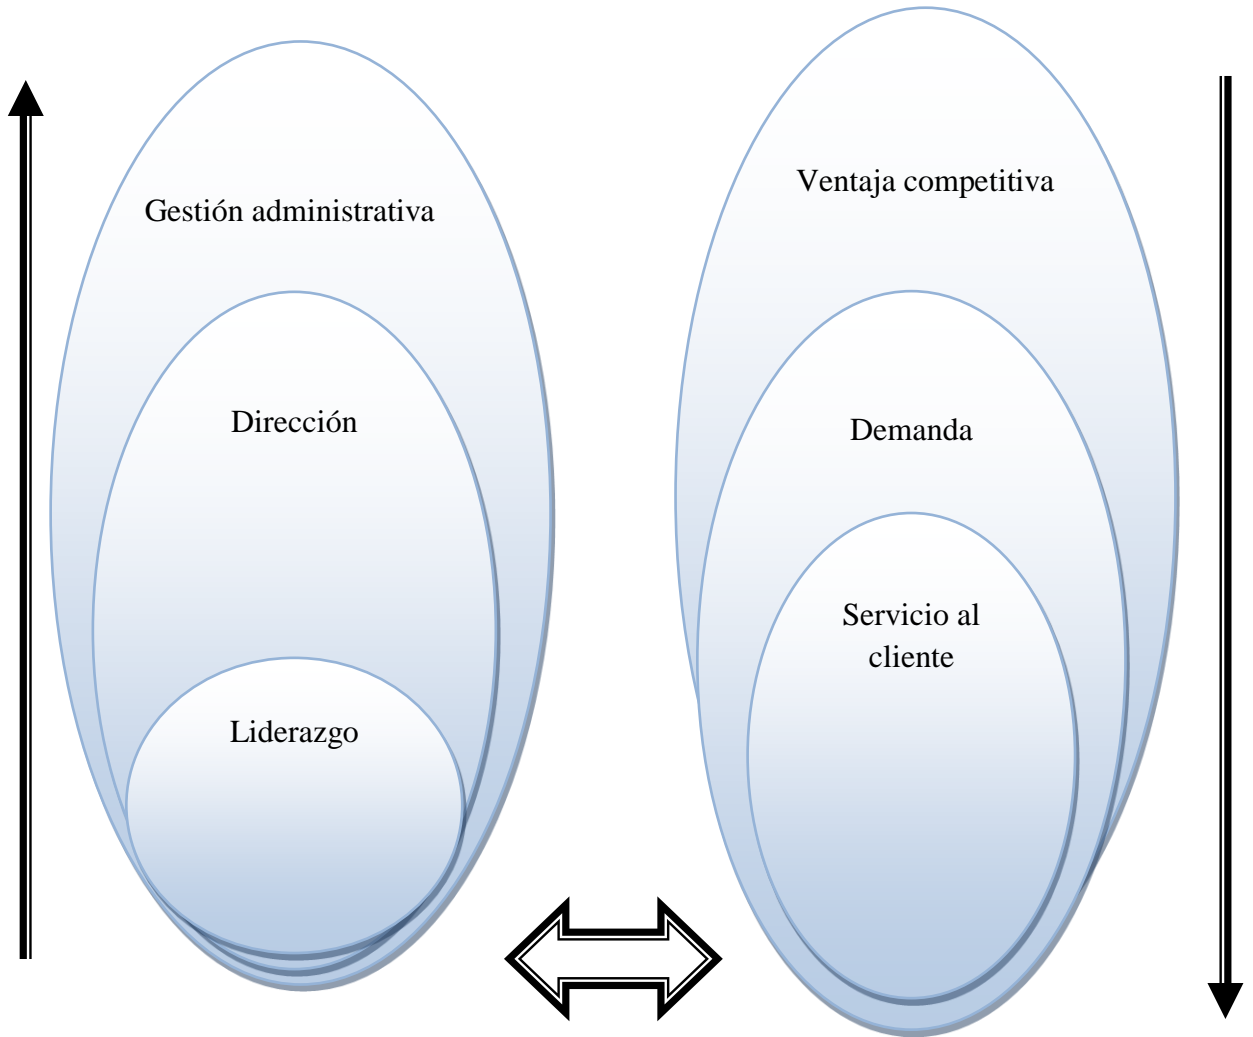 Gestión administrativa
Dirección
Liderazgo
Ventaja competitiva
Demanda
Servicio al
cliente